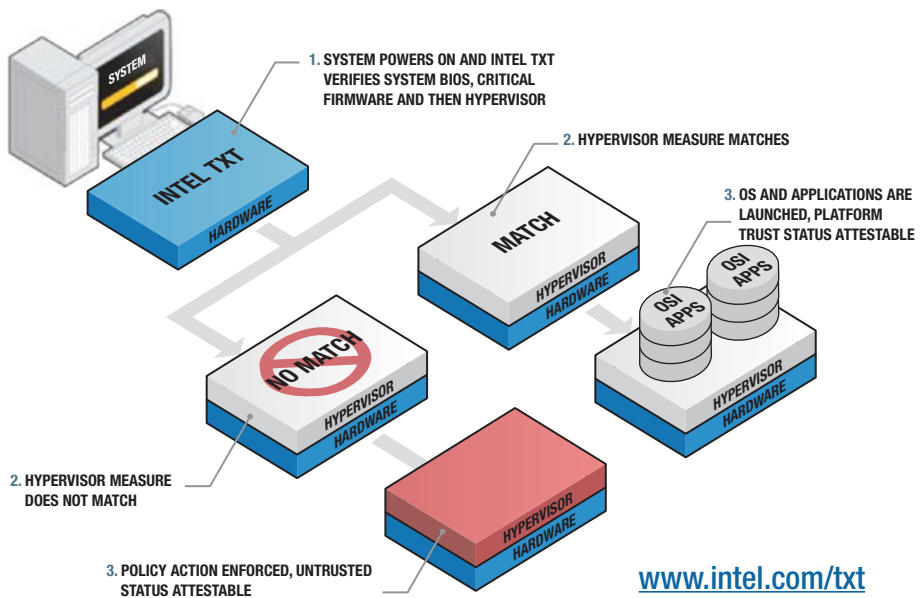 SYSTEM
1. SYSTEM POWERS ON AND INTEL TXT
VERIFIES SYSTEM BIOS, CRITICAL
FIRMWARE AND THEN HYPERVISOR
INTEL TXT
HARDWARE
2. HYPERVISOR MEASURE MATCHES
MATCH
HYPERVISOR
HARDWARE
3. OS AND APPLICATIONS ARE
LAUNCHED, PLATFORM
TRUST STATUS ATTESTABLE
OSI
APPS
OSI
APPS
HYPERVISOR
HARDWARE
NO MATCH
HYPERVISOR
HARDWARE
2. HYPERVISOR MEASURE
DOES NOT MATCH
HYPERVISOR
HARDWARE
3. POLICY ACTION ENFORCED, UNTRUSTED
STATUS ATTESTABLE
www.intel.com/txt